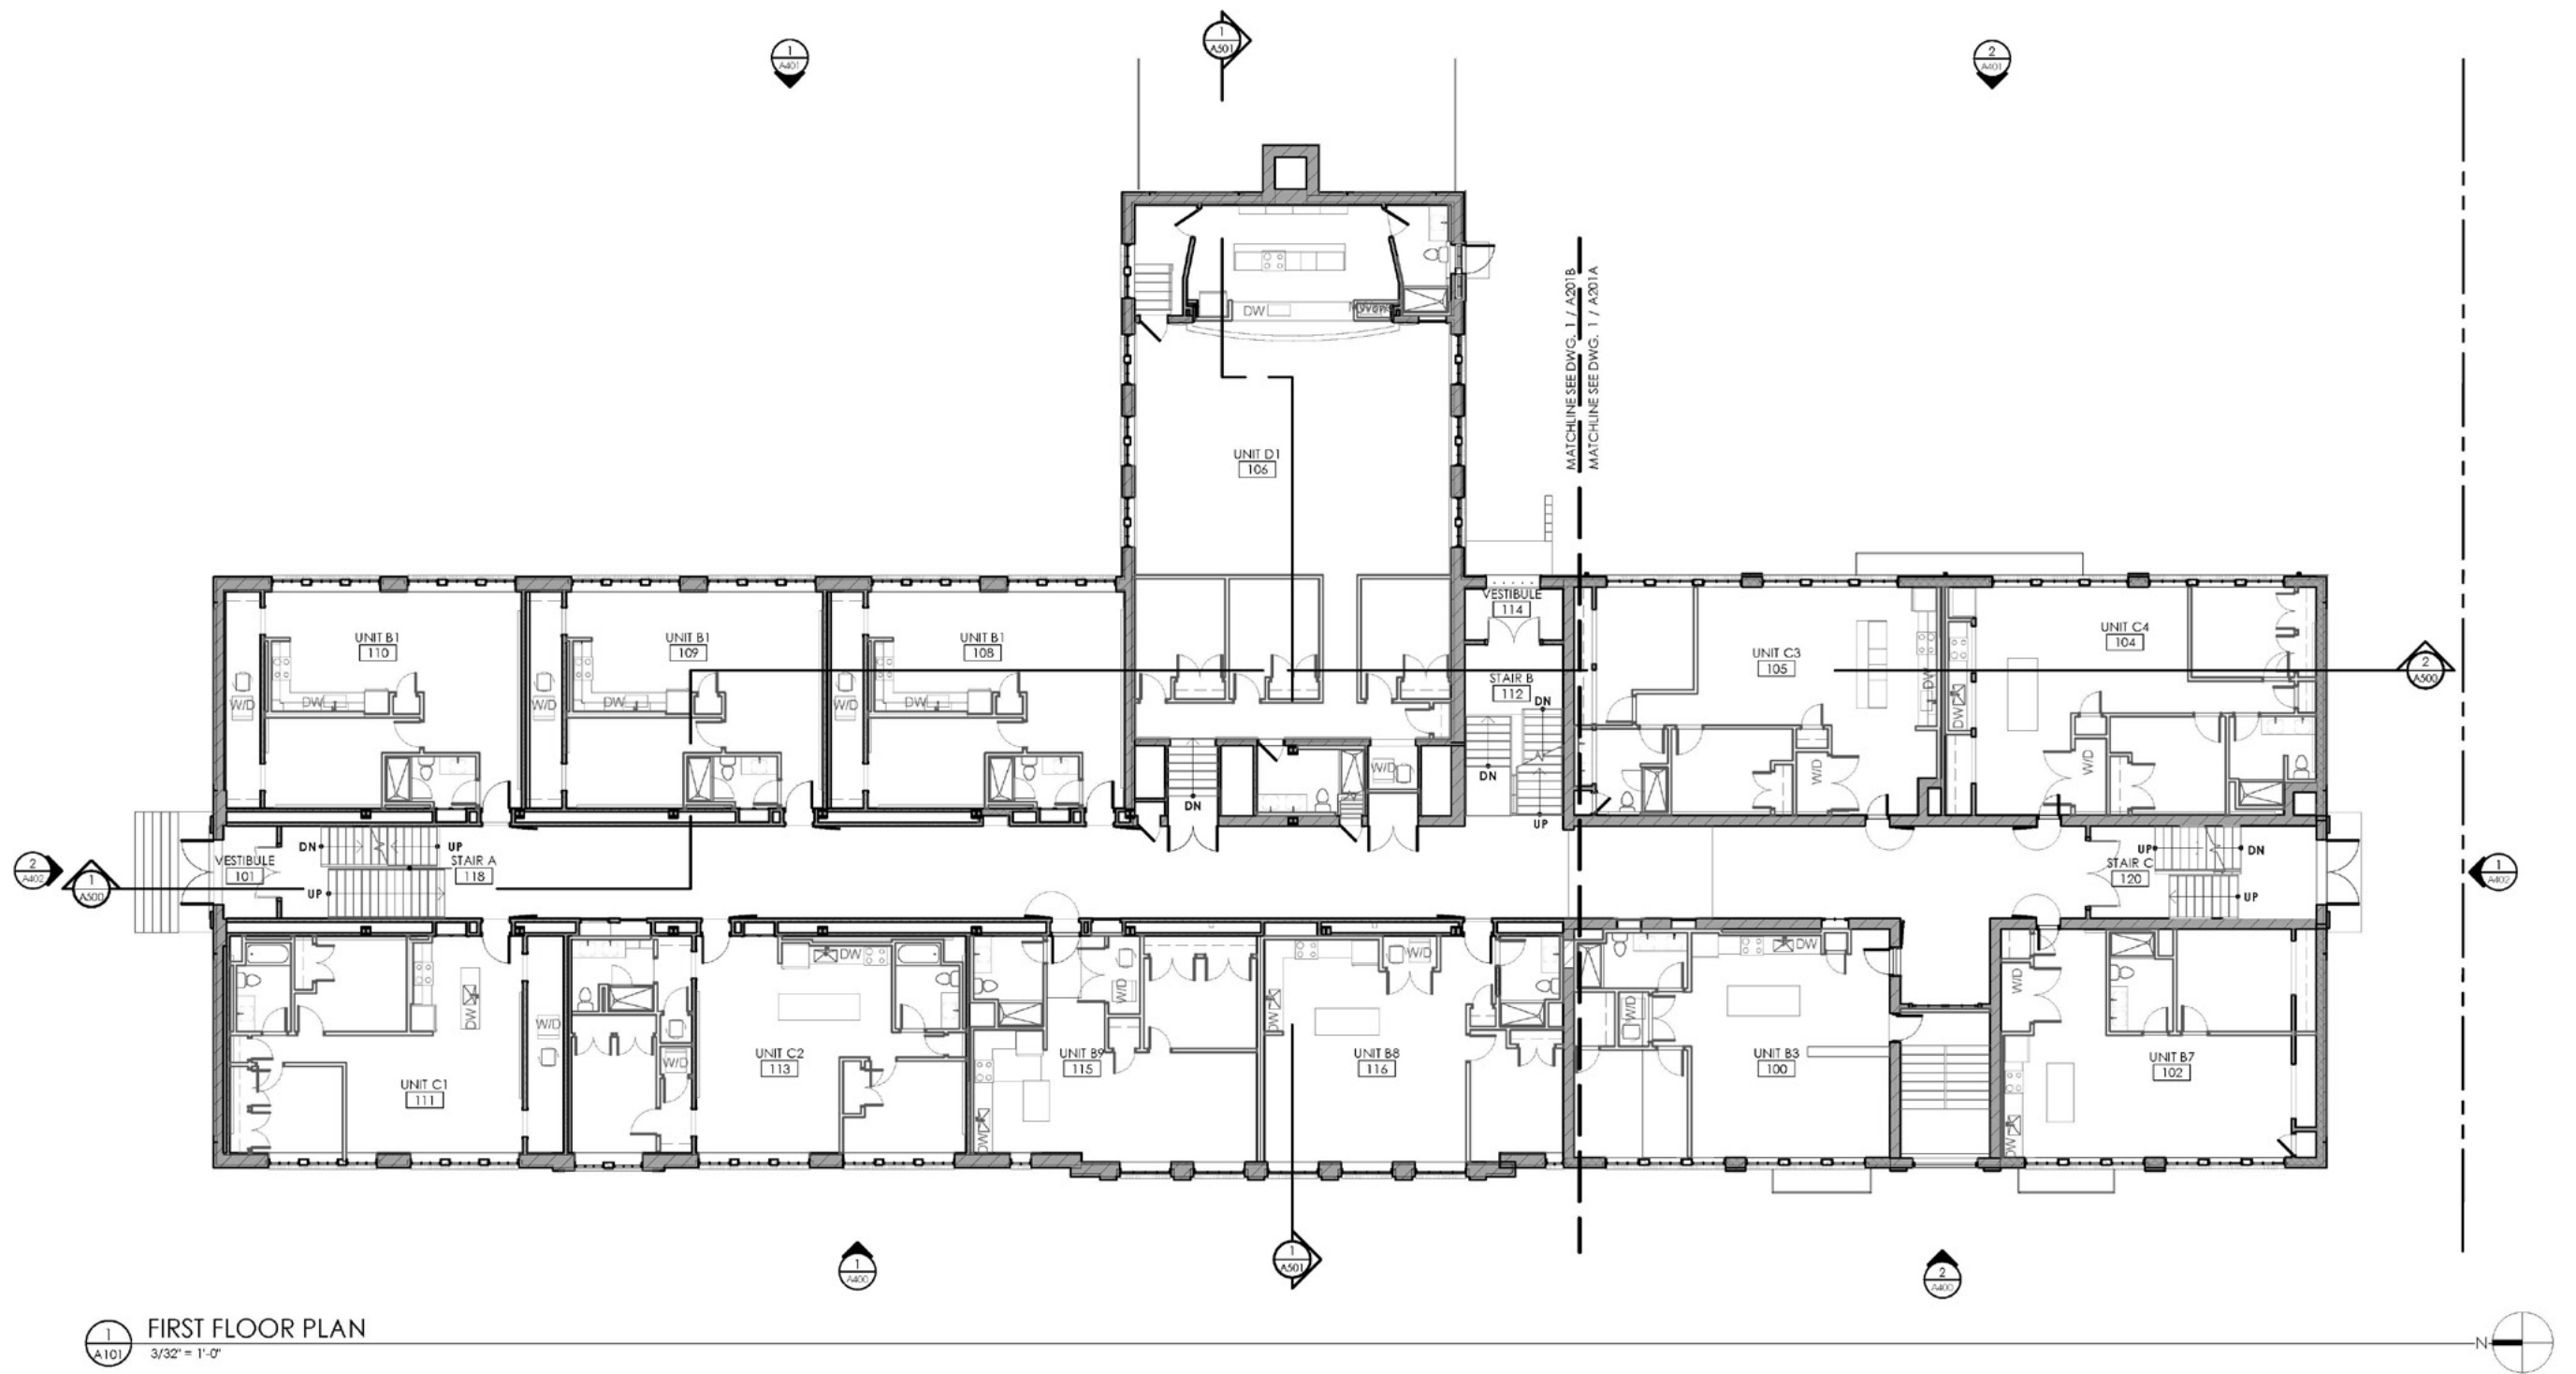 1
A501
1
A401
2
A401
MATCHLINE SEE DWG. 1 / A201B
MATCHLINE SEE DWG. 1 / A201A
DW
UNIT D1
106
VESTIBULE
114
UNIT B1
110
UNIT B1
109
UNIT B1
108
UNIT C3
105
UNIT C4
104
2
A500
STAIR B
112
DN
DN
UP
W/D
DW
W/D
DW
W/D
DW
DW
DW
W/D
W/D
W/D
DN
2
A402
1
A500
VESTIBULE
101
DN
UP
UP
STAIR A
118
UP
DN
STAIR C
120
UP
1
A402
DW
W/D
DW
W/D
W/D
DW
W/D
DW
W/D
DW
W/D
DW
UNIT C1
111
UNIT C2
113
UNIT B9
115
UNIT B8
116
UNIT B3
100
UNIT B7
102
1
A400
1
A501
2
A400
1
A101
FIRST FLOOR PLAN
3/32" = 1'-0"
N